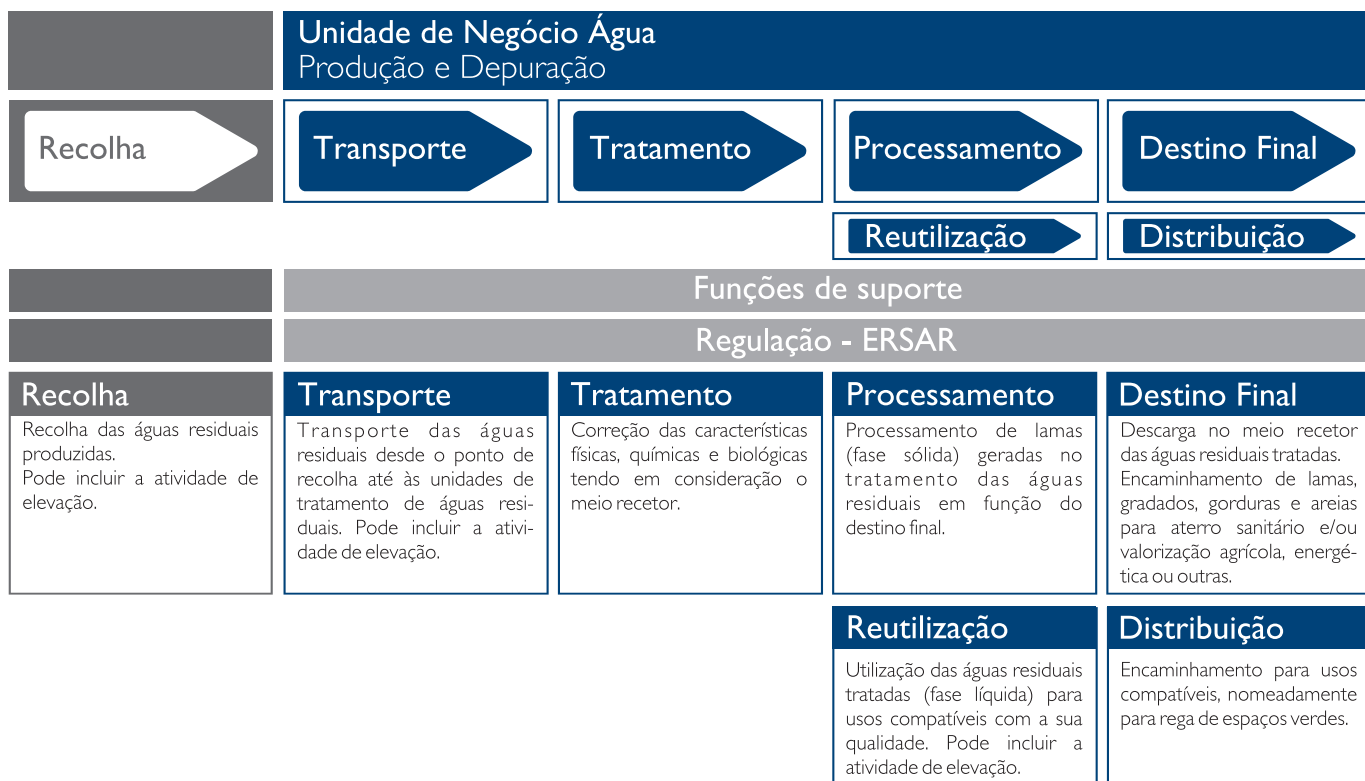 Unidade de Negócio Água
Produção e Depuração
Recolha
Transporte
Tratamento
Processamento
Destino Final
Reutilização
Distribuição
Funções de suporte
Regulação - ERSAR
Recolha
Recolha das águas residuais
produzidas.
Pode incluir a atividade de
elevação.
Transporte
Transporte das águas
residuais desde o ponto de
recolha até às unidades de
tratamento de águas resi-
duais. Pode incluir a ativi-
dade de elevação.
Tratamento
Correção das características
físicas, químicas e biológicas
tendo em consideração o
meio recetor.
Processamento
Processamento de lamas
(fase sólida) geradas no
tratamento das águas
residuais em função do
destino final.
Destino Final
Descarga no meio recetor
das águas residuais tratadas.
Encaminhamento de lamas,
gradados, gorduras e areias
para aterro sanitário e/ou
valorização agrícola, energé-
tica ou outras.
Reutilização
Utilização das águas residuais
tratadas (fase líquida) para
usos compatíveis com a sua
qualidade. Pode incluir a
atividade de elevação.
Distribuição
Encaminhamento para usos
compatíveis, nomeadamente
para rega de espaços verdes.